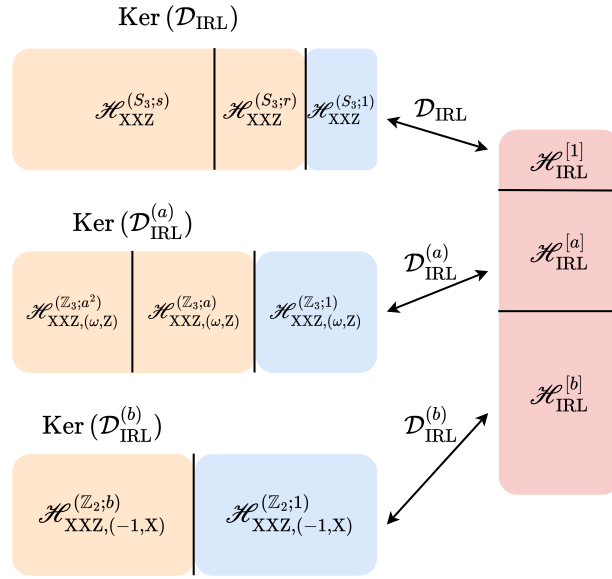 Ker (𝒟_IRL)
ℋ_XXZ^(S_3;s) ℋ_XXZ^(S_3;r) ℋ_XXZ^(S_3;1)
𝒟_IRL
ℋ_IRL^[1]
Ker (𝒟_IRL^(a))
ℋ_XXZ,(ω,Z)^(ℤ_3;a^2) ℋ_XXZ,(ω,Z)^(ℤ_3;a) ℋ_XXZ,(ω,Z)^(ℤ_3;1)
𝒟_IRL^(a)
ℋ_IRL^[a]
Ker (𝒟_IRL^(b))
ℋ_XXZ,(−1,X)^(ℤ_2;b) ℋ_XXZ,(−1,X)^(ℤ_2;1)
𝒟_IRL^(b)
ℋ_IRL^[b]